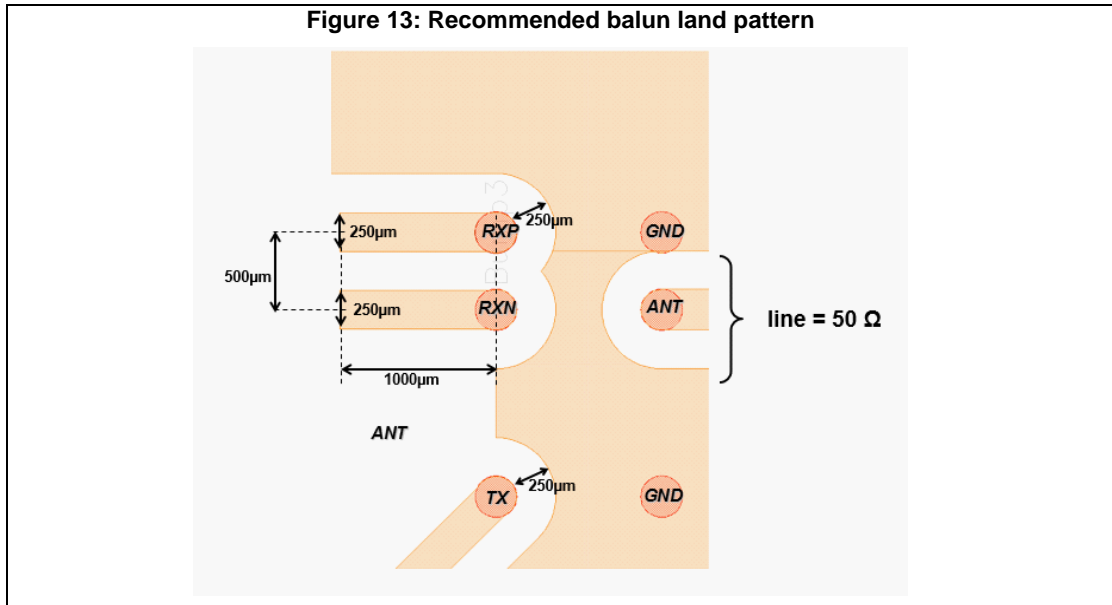 Figure 13: Recommended balun land pattern
250µm
RXP
GND
250µm
500µm
250µm
RXN
ANT
line = 50 Ω
1000µm
ANT
250µm
TX
GND